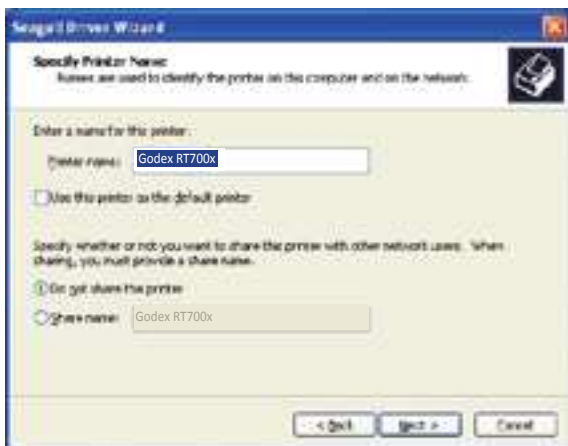 Seagull Driver Wizard
Specify Printer Name
Names are used to identify the printer on this computer and on the network.
Enter a name for this printer.
Printer name: Godex RT700x
Use this printer as the default printer
Specify whether or not you want to share this printer with other network users. When
sharing, you must provide a share name.
Do not share this printer
Share name: Godex RT700x
< Back Next > Cancel